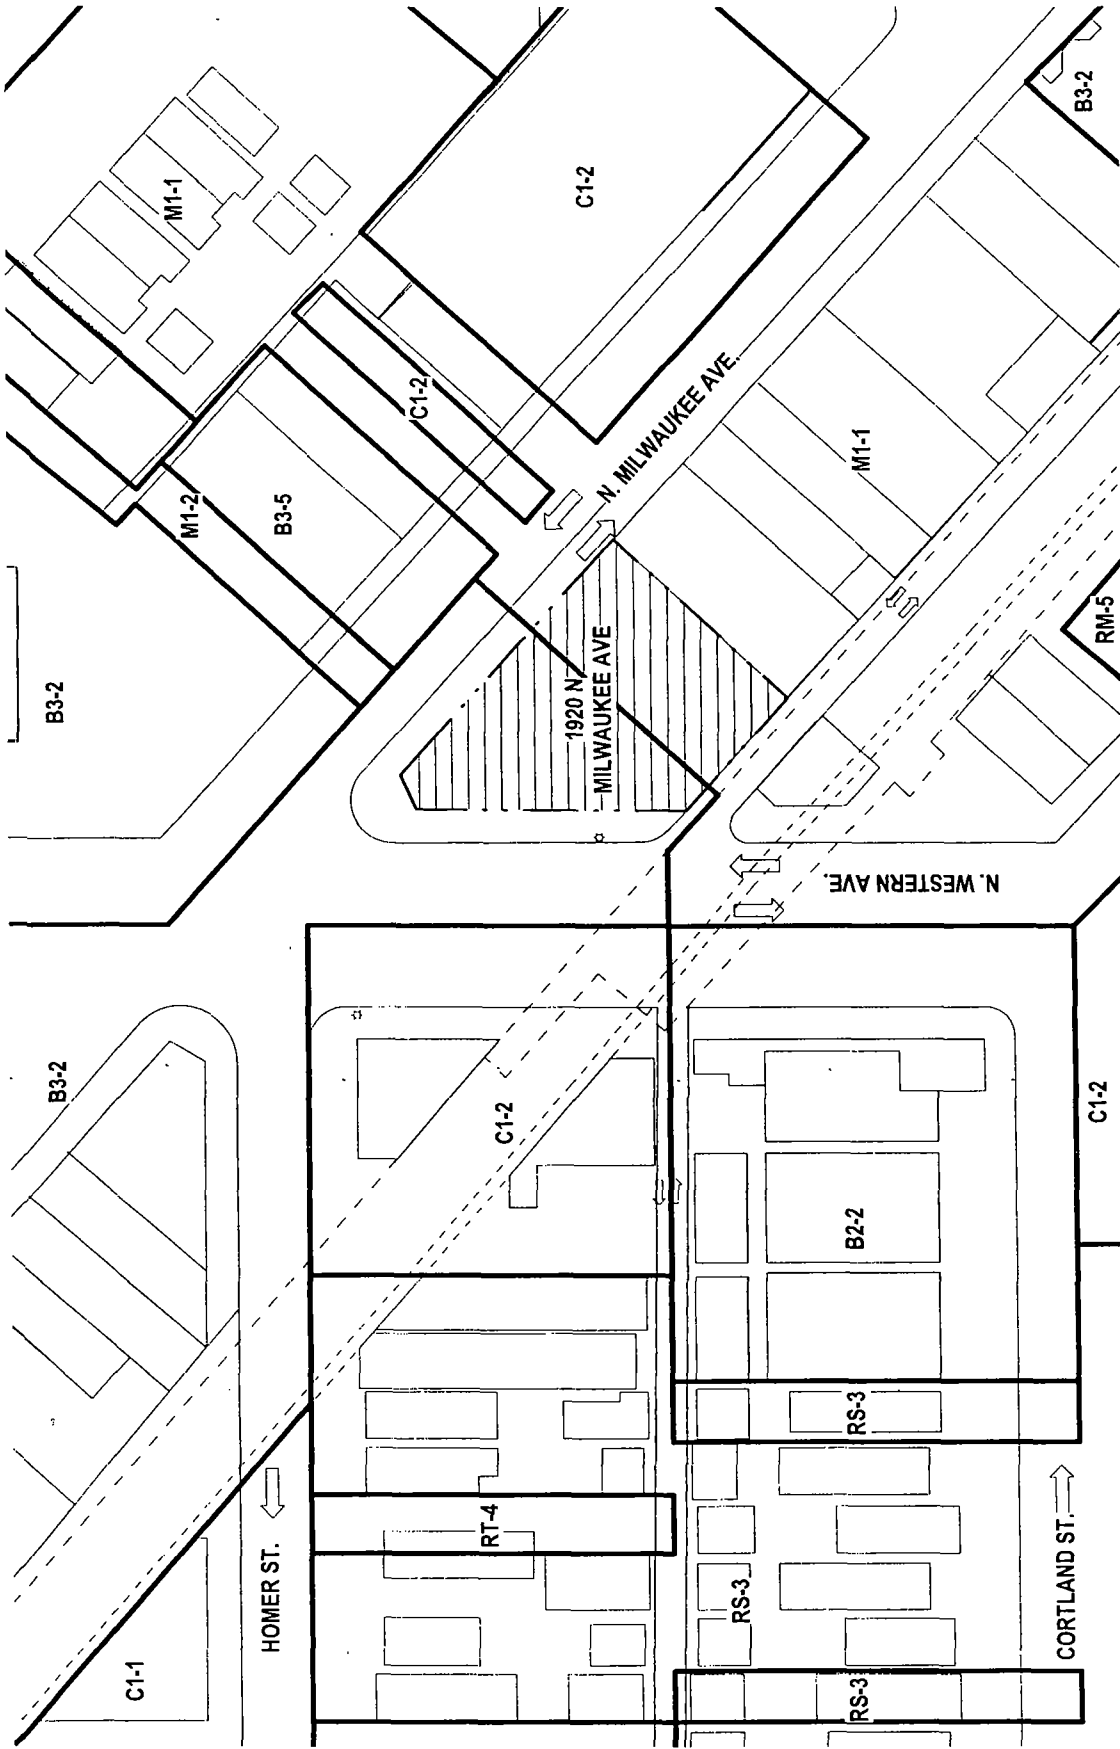 M1-1
B3-2
C1-2
C1-2
N. MILWAUKEE AVE.
M1-1
M1-2
B3-5
B3-2
1920 N.
MILWAUKEE AVE
RM-5
N. WESTERN AVE.
B3-2
C1-2
C1-2
B2-2
RS-3
RT-4
HOMER ST.
RS-3
CORTLAND ST.
C1-1
RS-3